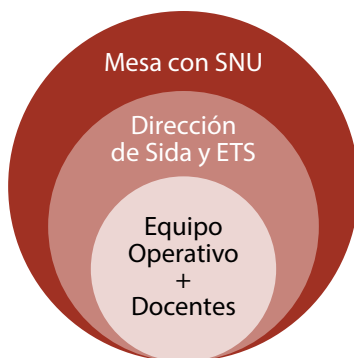 Mesa con SNU
Dirección
de Sida y ETS
Equipo
Operativo
+
Docentes